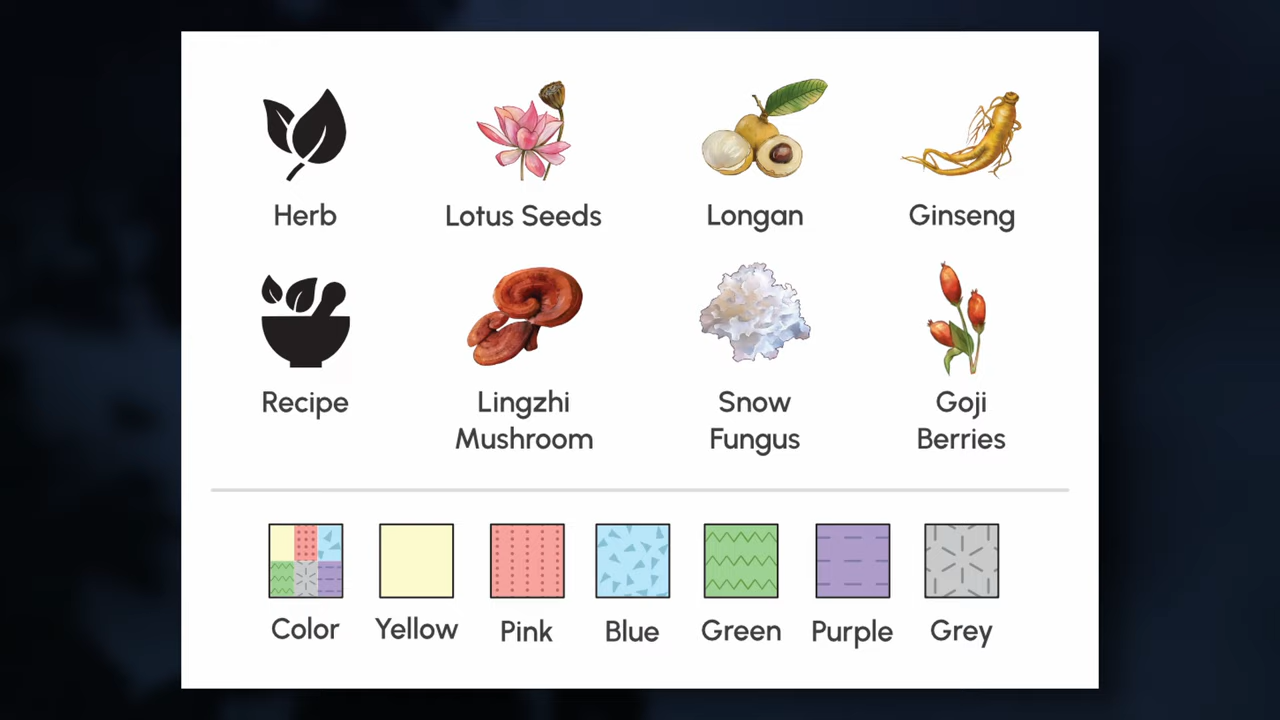 Herb
Lotus Seeds
Longan
Ginseng
Recipe
Lingzhi
Mushroom
Snow
Fungus
Goji
Berries
Color
Yellow
Pink
Blue
Green
Purple
Grey